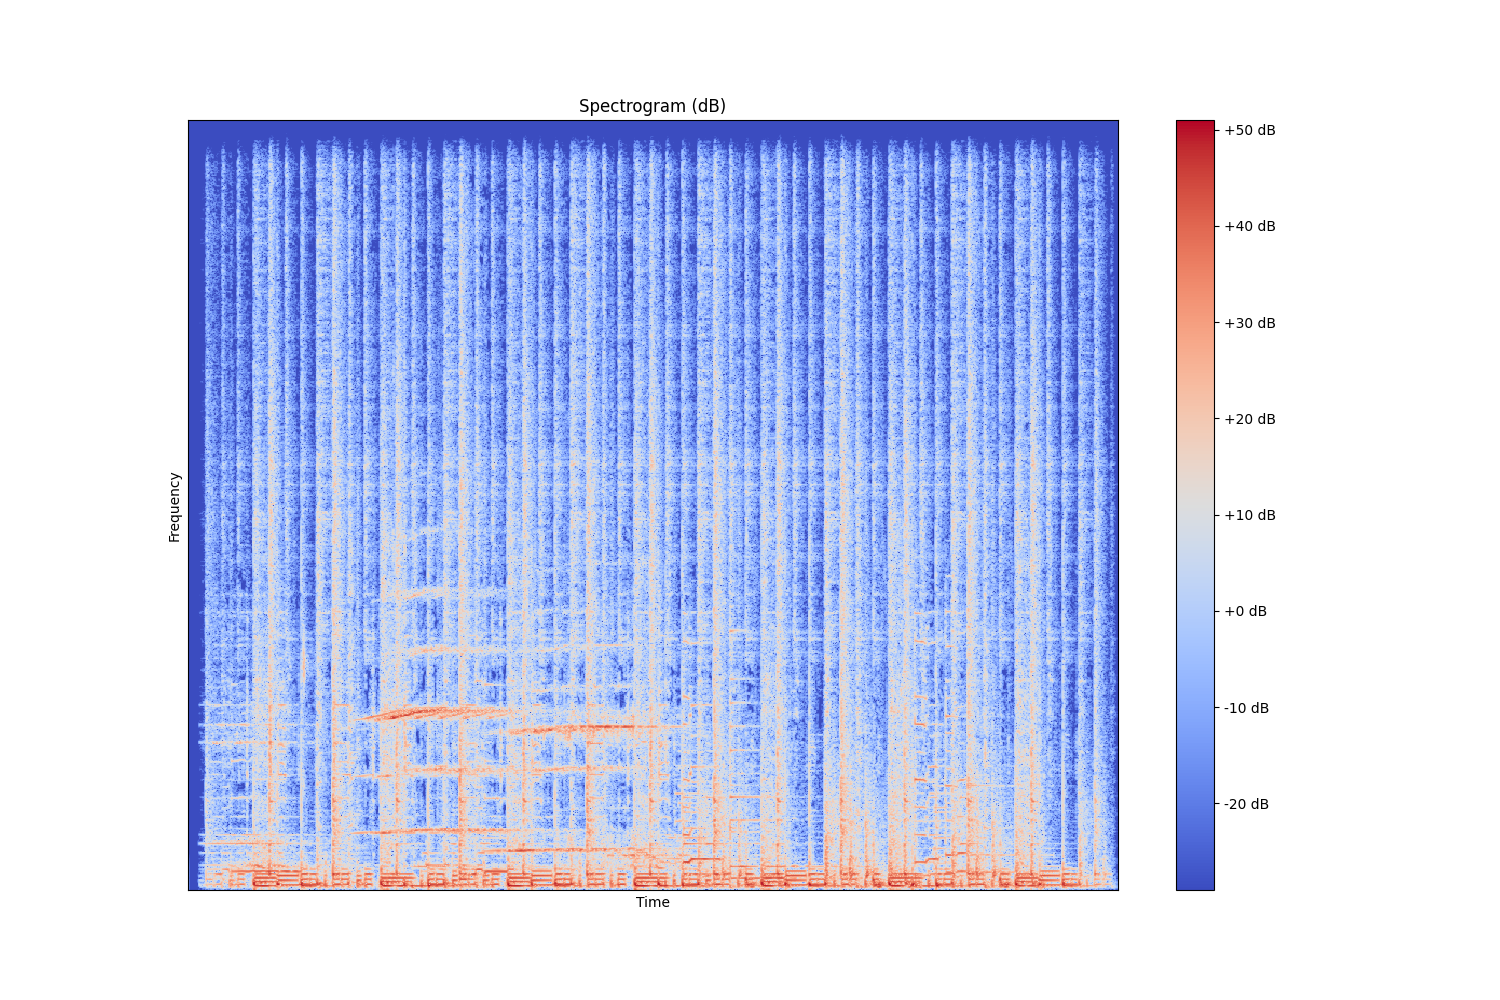 Spectrogram (dB)
Frequency
Time
+50 dB
+40 dB
+30 dB
+20 dB
+10 dB
+0 dB
-10 dB
-20 dB